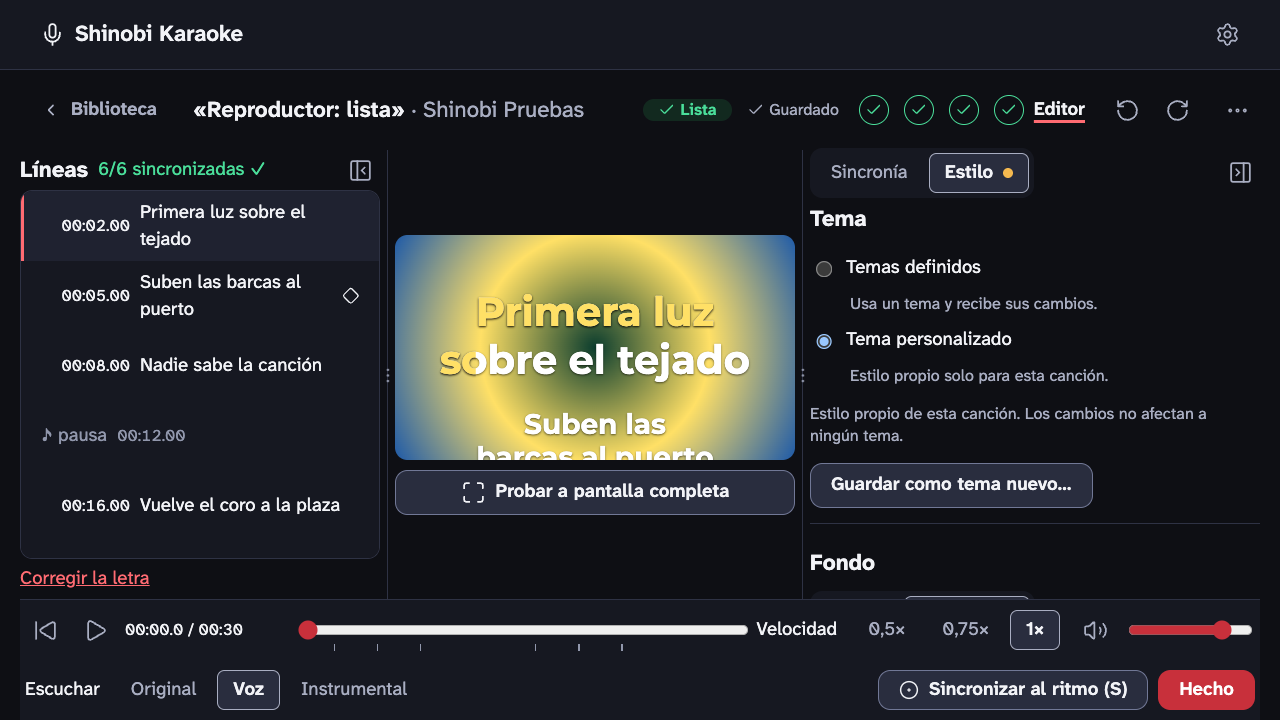 Shinobi Karaoke
Biblioteca
«Reproductor: lista» · Shinobi Pruebas
Lista
Guardado
Editor
Líneas 6/6 sincronizadas
00:02.00 Primera luz sobre el
tejado
00:05.00 Suben las barcas al
puerto
00:08.00 Nadie sabe la canción
pausa 00:12.00
00:16.00 Vuelve el coro a la plaza
Corregir la letra
Primera luz
sobre el tejado
Suben las
barcas al puerto
Probar a pantalla completa
Sincronía
Estilo
Tema
Temas definidos
Usa un tema y recibe sus cambios.
Tema personalizado
Estilo propio solo para esta canción.
Estilo propio de esta canción. Los cambios no afectan a
ningún tema.
Guardar como tema nuevo...
Fondo
00:00.0 / 00:30
Velocidad 0,5× 0,75× 1×
Escuchar Original Voz Instrumental
Sincronizar al ritmo (S)
Hecho